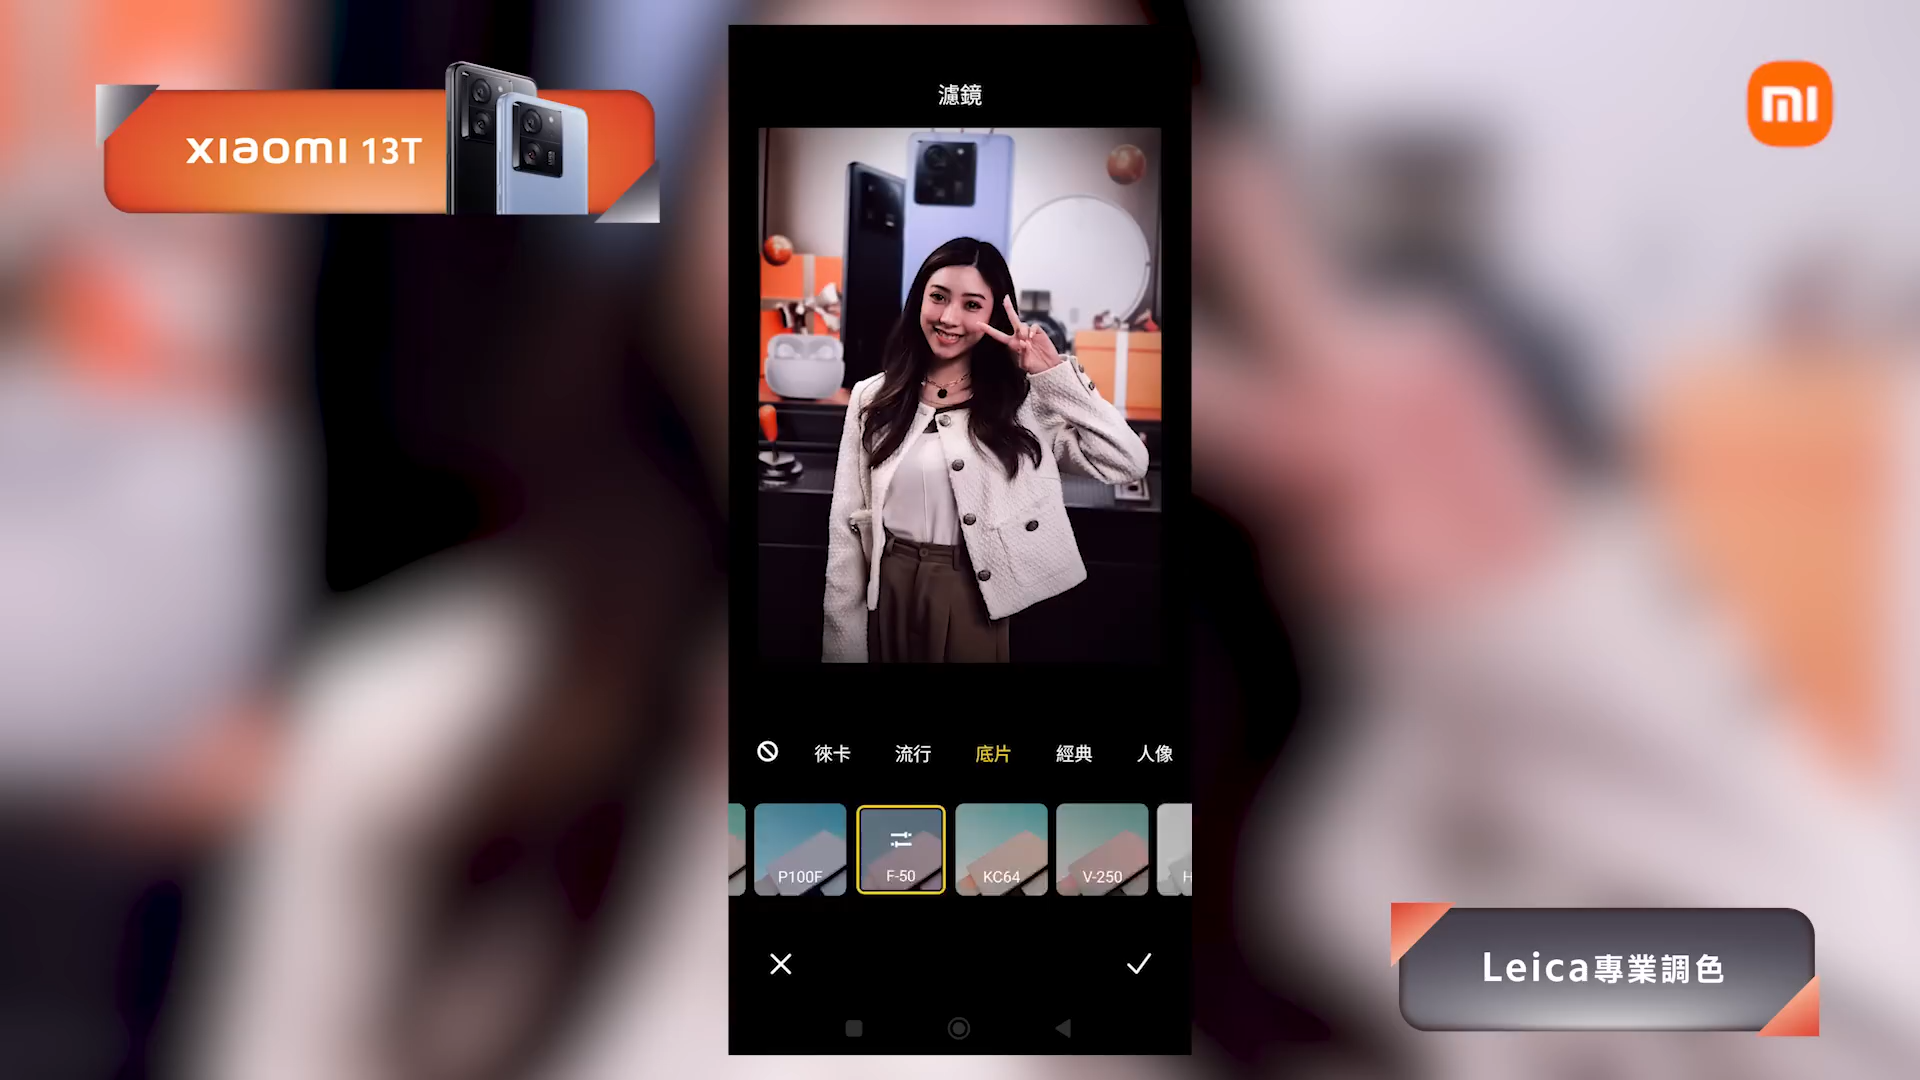 濾鏡
XIAOMI 13T
徠卡
流行
底片
經典
人像
P100F
F-50
KC64
V-250
H
Leica專業調色